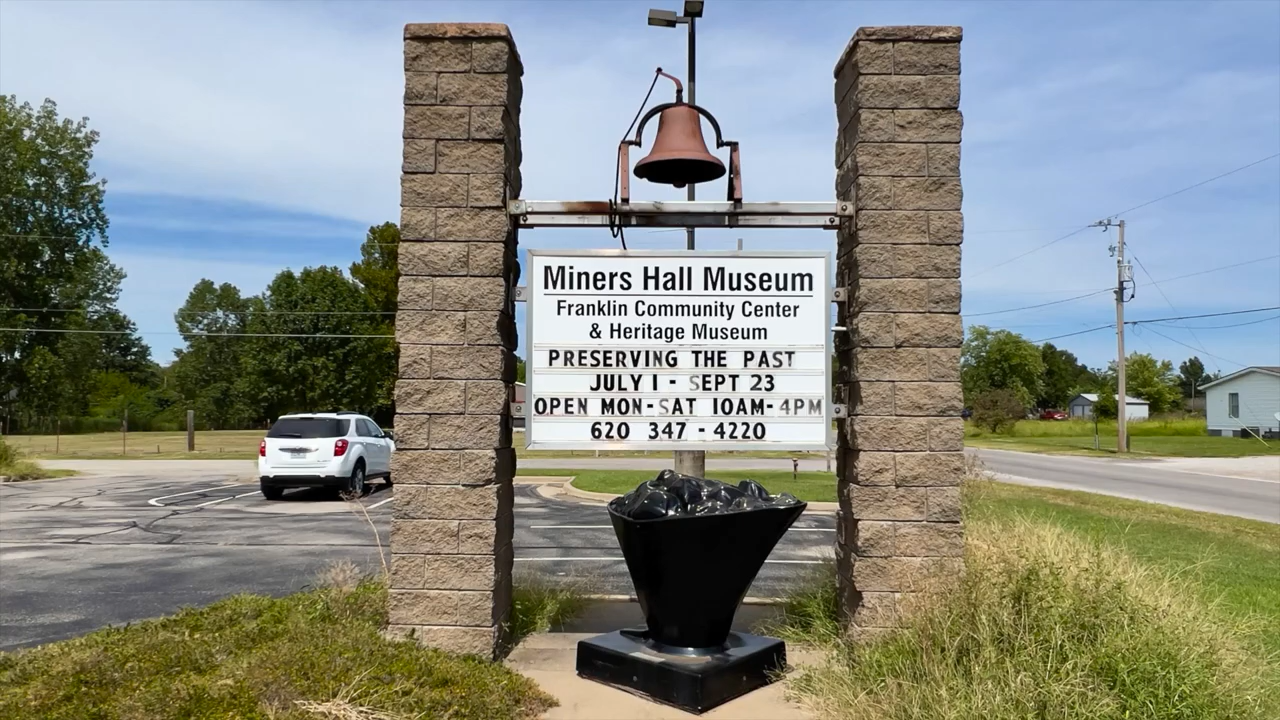 Miners Hall Museum
Franklin Community Center
& Heritage Museum
PRESERVING THE PAST
JULY 1 - SEPT 23
OPEN MON-SAT 10AM-4PM
620 347 - 4220